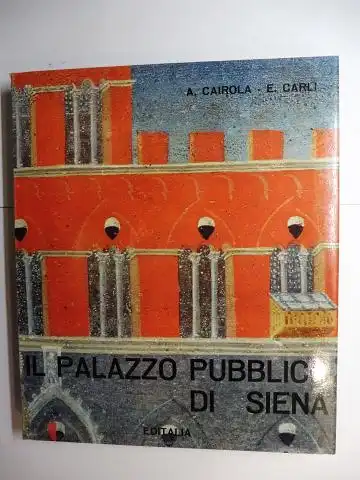 A. CAIROLA - E. CARLI
IL PALAZZO PUBBLICO
DI SIENA
EDITALIA